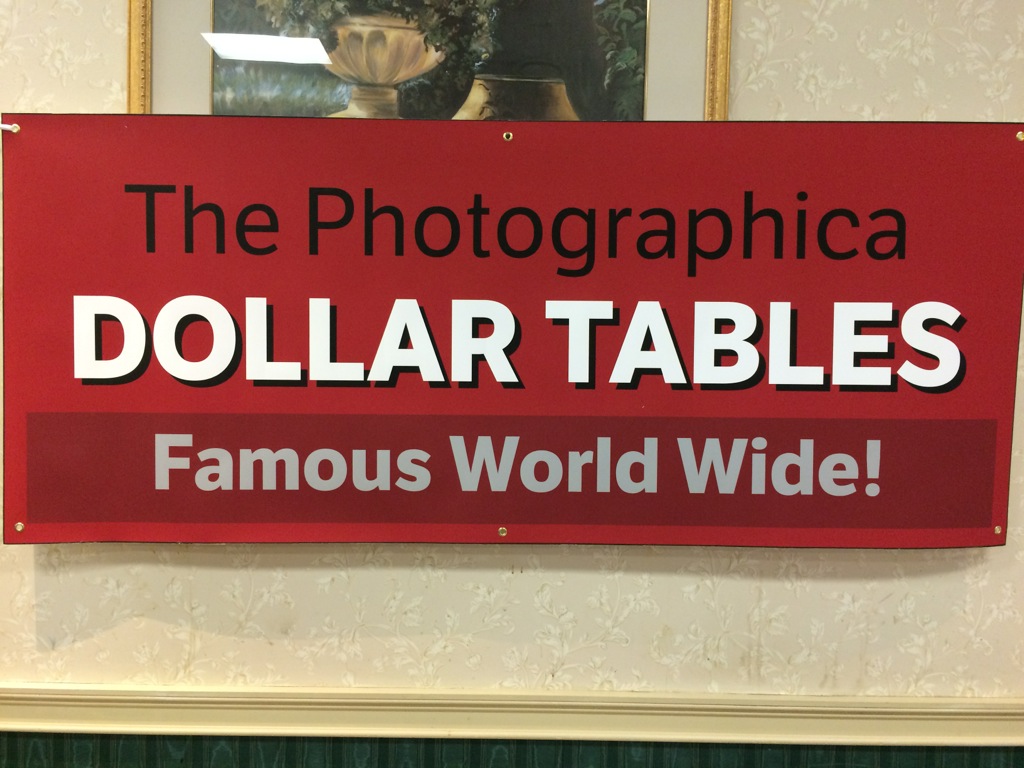 The Photographica
DOLLAR TABLES
Famous World Wide!